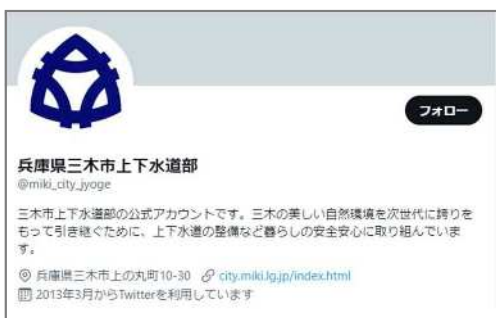 フォロー
兵庫県三木市上下水道部
@miki_city_jyoge
三木市上下水道部の公式アカウントです。三木の美しい自然環境を次世代に誇りを
もって引き継ぐために、上下水道の整備など暮らしの安全安心に取り組んでいま
す。
兵庫県三木市上の丸町10-30 city.miki.lg.jp/index.html
2013年3月からTwitterを利用しています